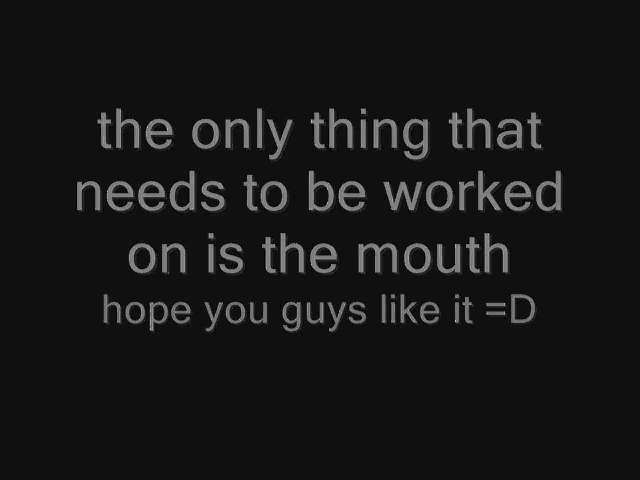 the only thing that
needs to be worked
on is the mouth
hope you guys like it =D